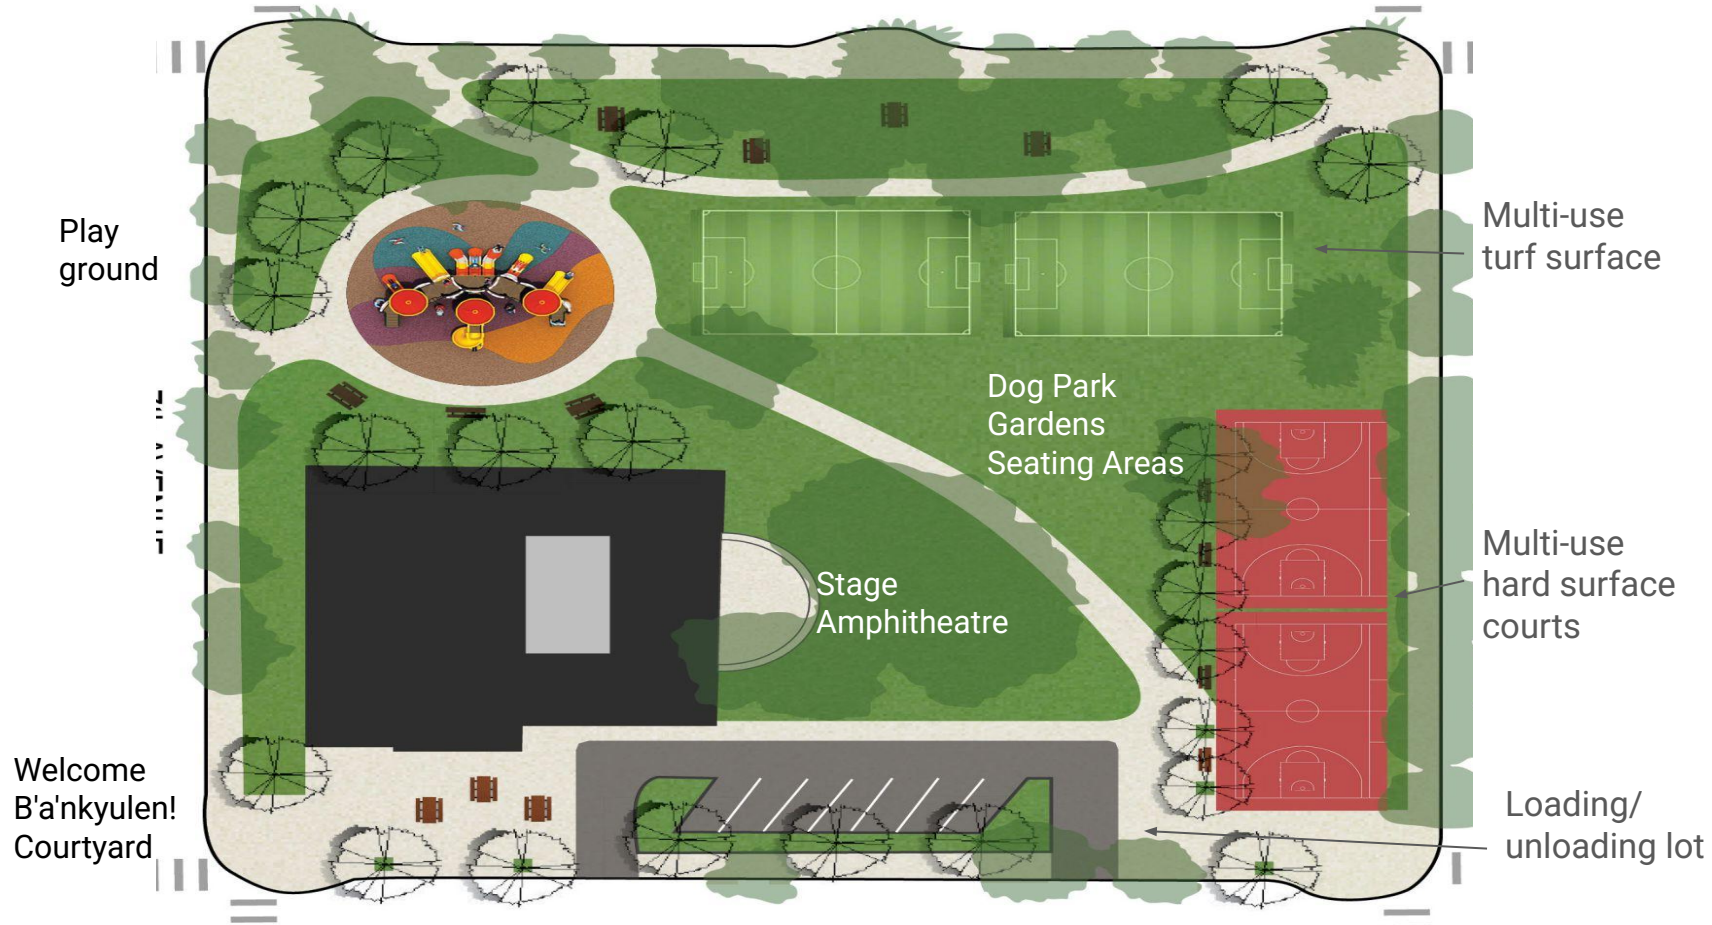 Play
ground
Multi-use
turf surface
Dog Park
Gardens
Seating Areas
Multi-use
hard surface
courts
Stage
Amphitheatre
Welcome
B'a'nkyulen!
Courtyard
Loading/
unloading lot